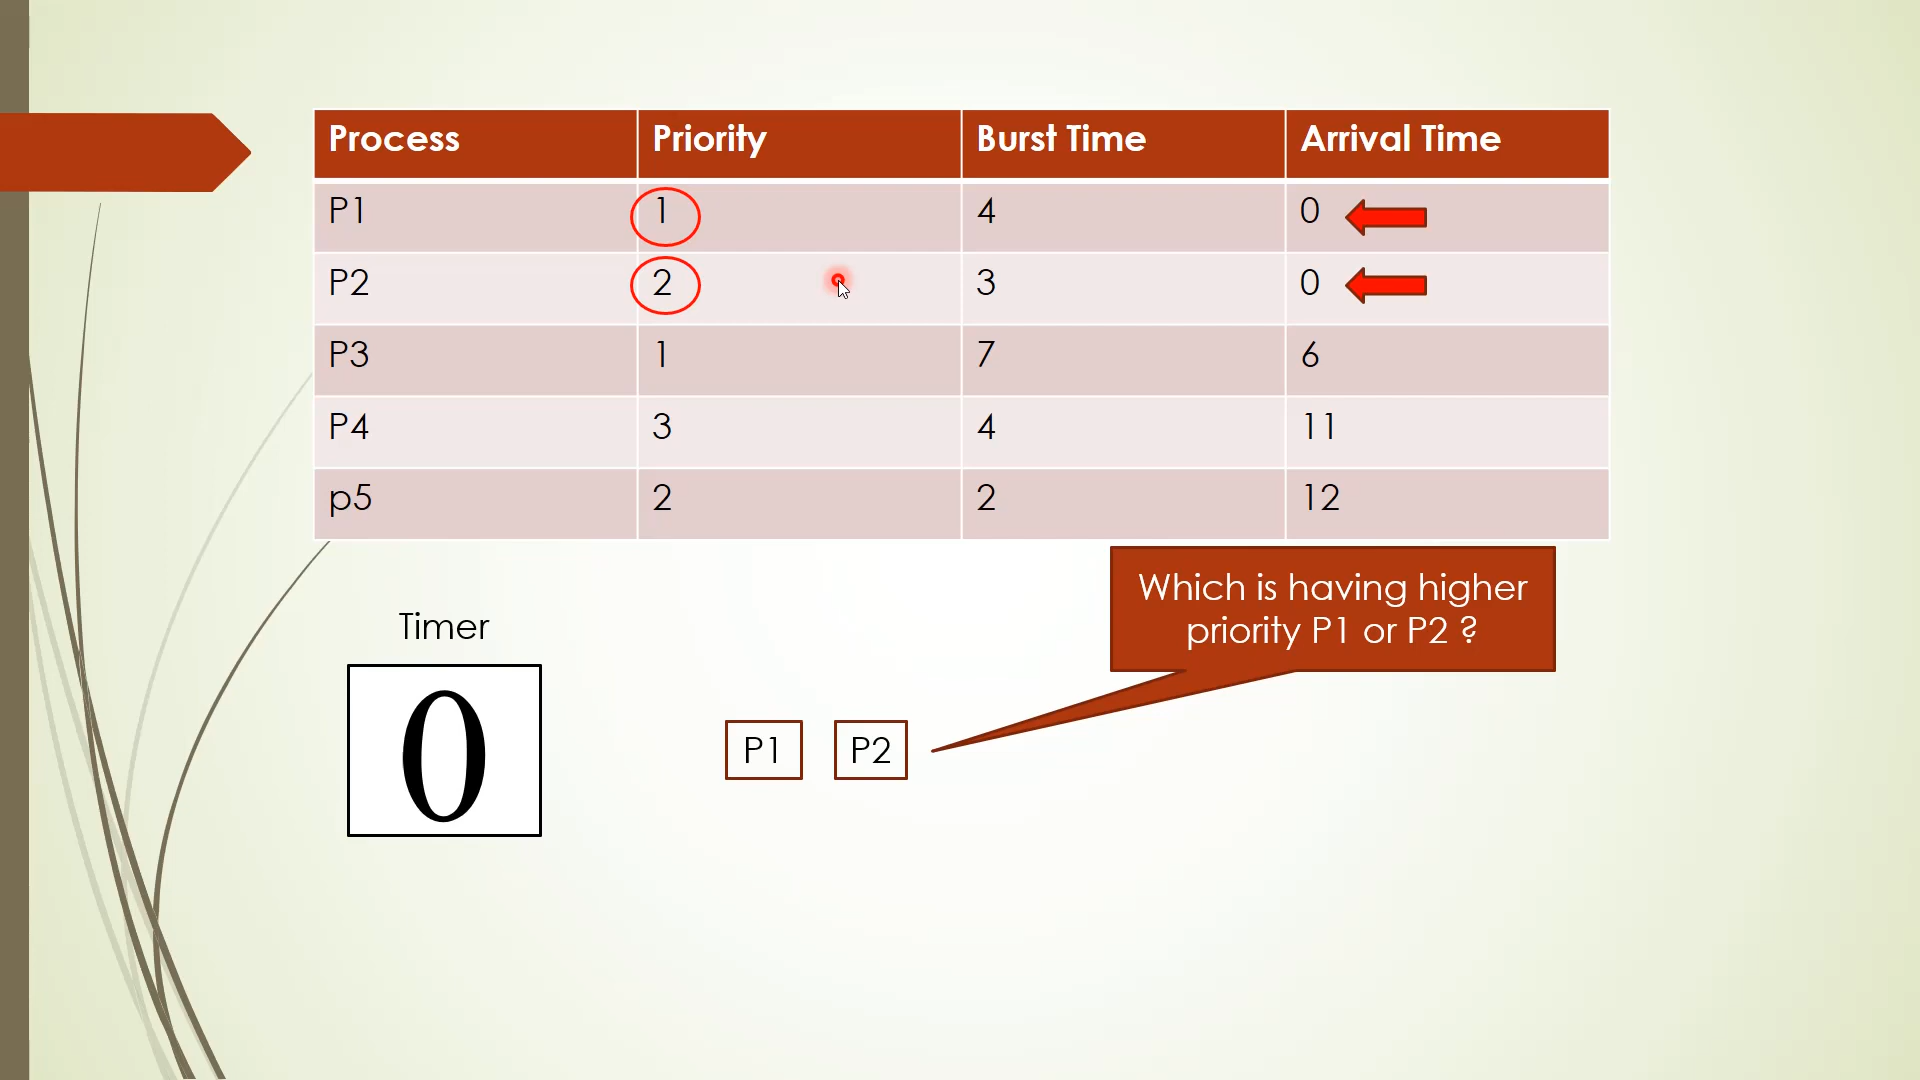 Process Priority Burst Time Arrival Time
P1 1 4 0
P2 2 3 0
P3 1 7 6
P4 3 4 11
p5 2 2 12
Which is having higher
priority P1 or P2 ?
Timer
0
P1 P2